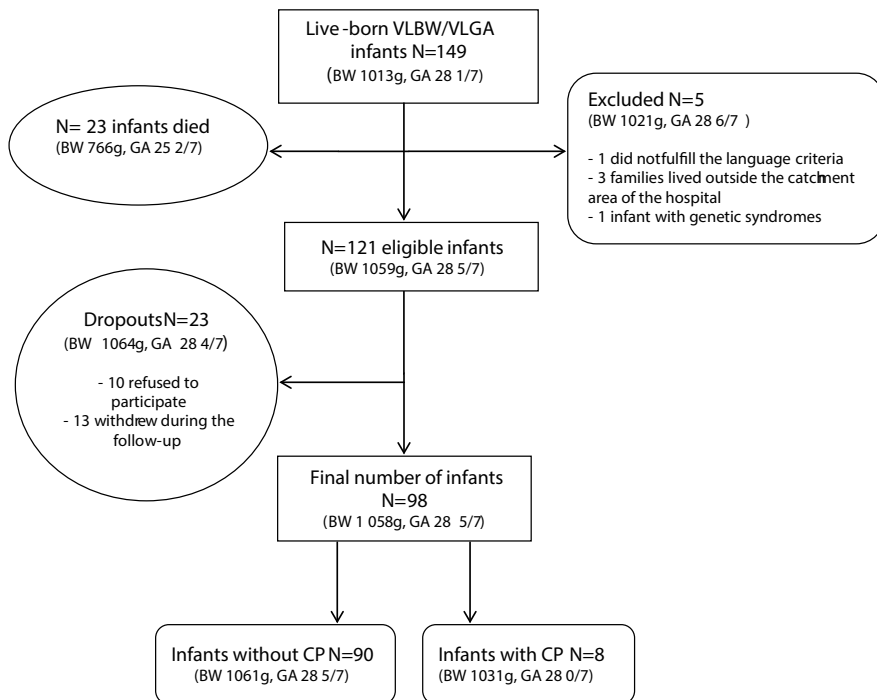 Live-born VLBW/VLGA
infants N=149
(BW 1013g, GA 28 1/7)
N= 23 infants died
(BW 766g, GA 25 2/7)
Excluded N=5
(BW 1021g, GA 28 6/7 )
- 1 did notfulfill the language criteria
- 3 families lived outside the catchment
area of the hospital
- 1 infant with genetic syndromes
N=121 eligible infants
(BW 1059g, GA 28 5/7)
DropoutsN=23
(BW 1064g, GA 28 4/7)
- 10 refused to
participate
- 13 withdrew during the
follow-up
Final number of infants
N=98
(BW 1 058g, GA 28 5/7)
Infants without CP N=90
(BW 1061g, GA 28 5/7)
Infants with CP N=8
(BW 1031g, GA 28 0/7)